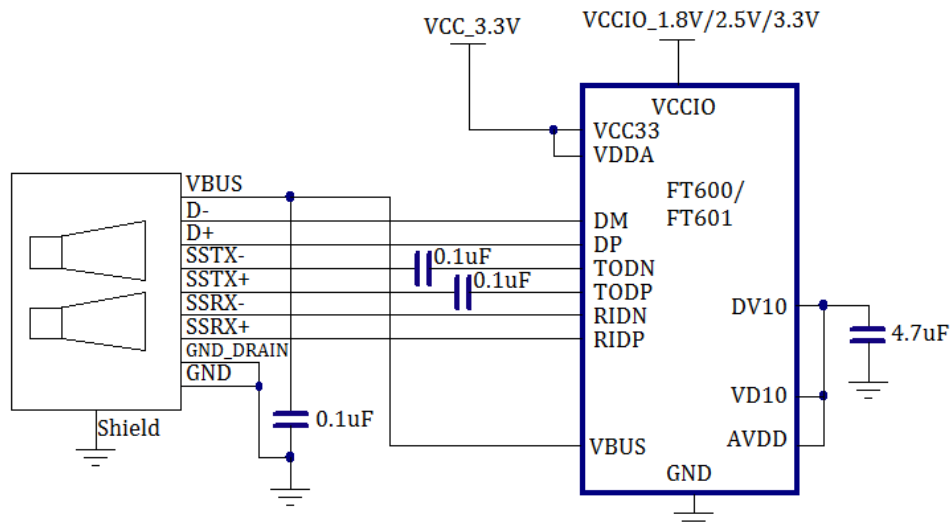 VCC_3.3V
VCCIO_1.8V/2.5V/3.3V
VCCIO
VCC33
VDDA
FT600/
FT601
VBUS
D-
D+
SSTX-
SSTX+
SSRX-
SSRX+
GND_DRAIN
GND
Shield
0.1uF
0.1uF
0.1uF
DM
DP
TODN
TODP
RIDN
RIDP
VBUS
GND
DV10
VD10
AVDD
4.7uF